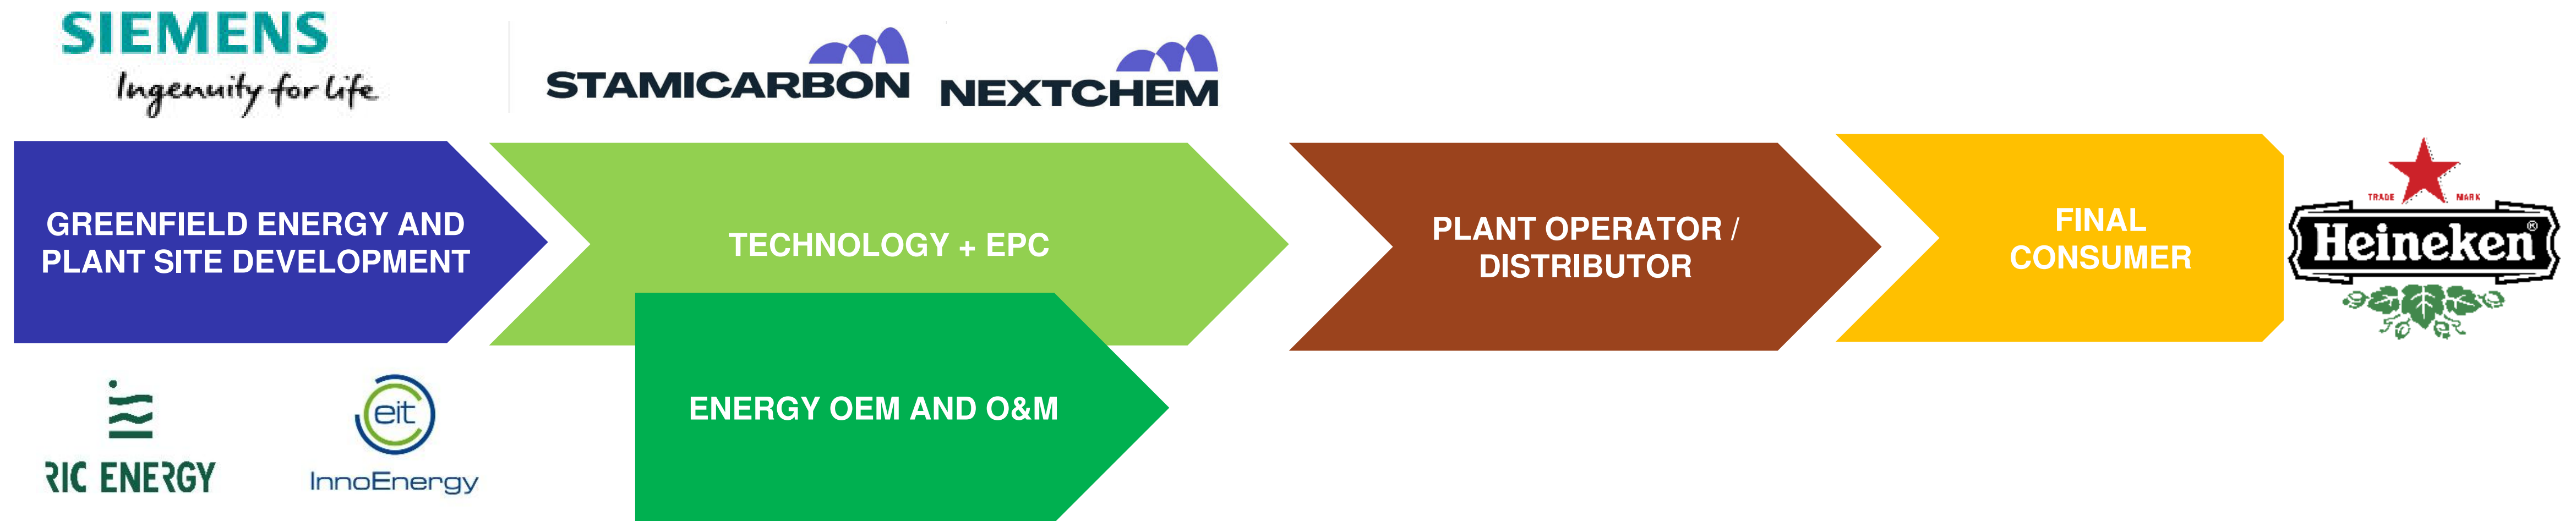 SIEMENS
Ingenuity for life
STAMICARBON
NEXTCHEM
GREENFIELD ENERGY AND
PLANT SITE DEVELOPMENT
TECHNOLOGY + EPC
PLANT OPERATOR /
DISTRIBUTOR
FINAL
CONSUMER
TRADE MARK
Heineken®
ENERGY OEM AND O&M
RIC ENERGY
eit
InnoEnergy